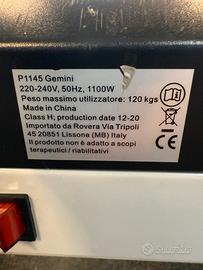 P1145 Gemini
220-240V, 50Hz, 1100W
Peso massimo utilizzatore: 120 kgs
Made in China
Class H; production date 12-20
Importato da Rovera Via Tripoli
45 20851 Lissone (MB) Italy
Il prodotto non è adatto a scopi
terapeutici / riabilitativi
subito